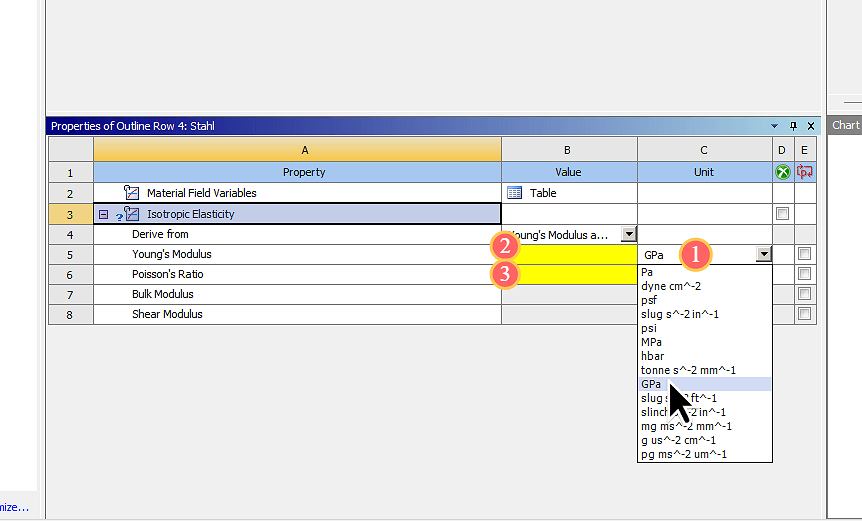 Properties of Outline Row 4: Stahl
Chart
A B C D E
1 Property Value Unit
2 Material Field Variables Table
3 Isotropic Elasticity
4 Derive from Young's Modulus a...
5 Young's Modulus 2 GPa 1
6 Poisson's Ratio 3
7 Bulk Modulus
8 Shear Modulus
Pa
dyne cm^-2
psf
slug s^-2 in^-1
psi
MPa
hbar
tonne s^-2 mm^-1
GPa
slug s^-2 ft^-1
slinch s^-2 in^-1
mg ms^-2 mm^-1
g us^-2 cm^-1
pg ms^-2 um^-1
mize...